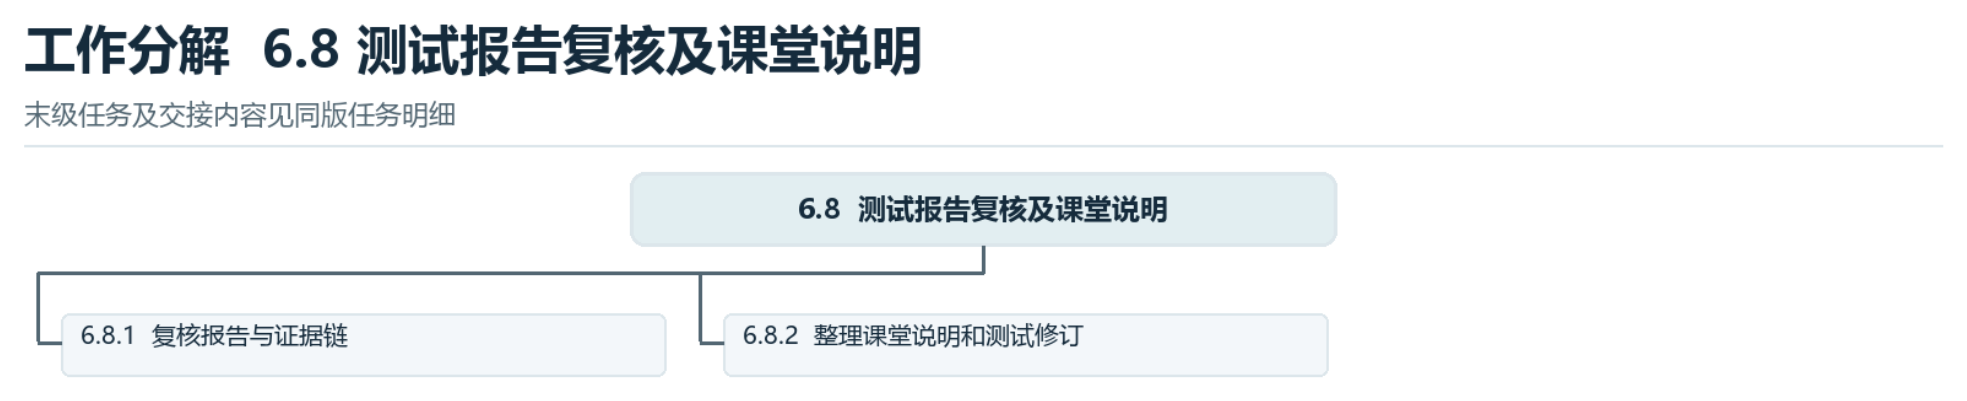 工作分解 6.8 测试报告复核及课堂说明
末级任务及交接内容见同版任务明细
6.8 测试报告复核及课堂说明
6.8.1 复核报告与证据链
6.8.2 整理课堂说明和测试修订